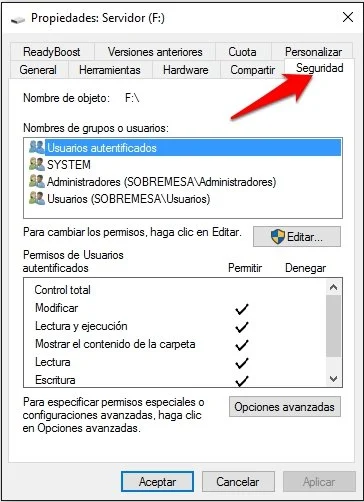 Propiedades: Servidor (F:)
ReadyBoost Versiones anteriores Cuota Personalizar
General Herramientas Hardware Compartir Seguridad
Nombre de objeto: F:\
Nombres de grupos o usuarios:
Usuarios autentificados
SYSTEM
Administradores (SOBREMESA\Administradores)
Usuarios (SOBREMESA\Usuarios)
Para cambiar los permisos, haga clic en Editar.
Editar...
Permisos de Usuarios
autentificados Permitir Denegar
Control total
Modificar
Lectura y ejecución
Mostrar el contenido de la carpeta
Lectura
Escritura
Para especificar permisos especiales o
configuraciones avanzadas, haga clic
en Opciones avanzadas.
Opciones avanzadas
Aceptar Cancelar Aplicar